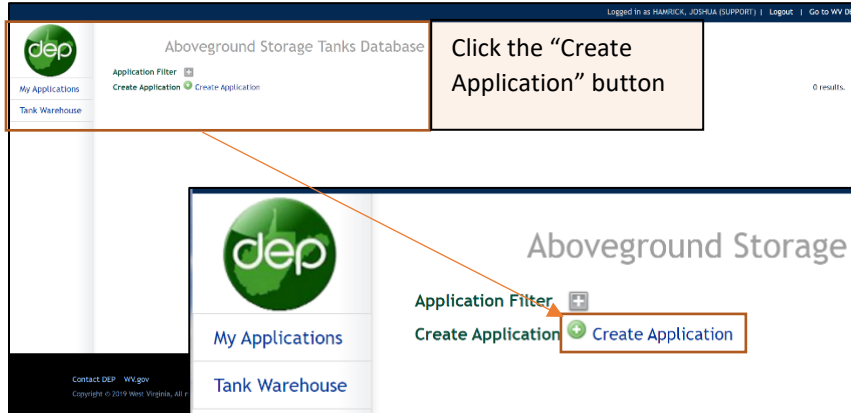 Logged in as HAMRICK, JOSHUA (SUPPORT) | Logout | Go to WV DE
dep
Aboveground Storage Tanks Database
Application Filter
My Applications
Create Application Create Application
0 results.
Tank Warehouse
Click the “Create
Application” button
dep
Aboveground Storage
Application Filter
Create Application Create Application
My Applications
Tank Warehouse
Contact DEP WV.gov
Copyright © 2019 West Virginia, All r